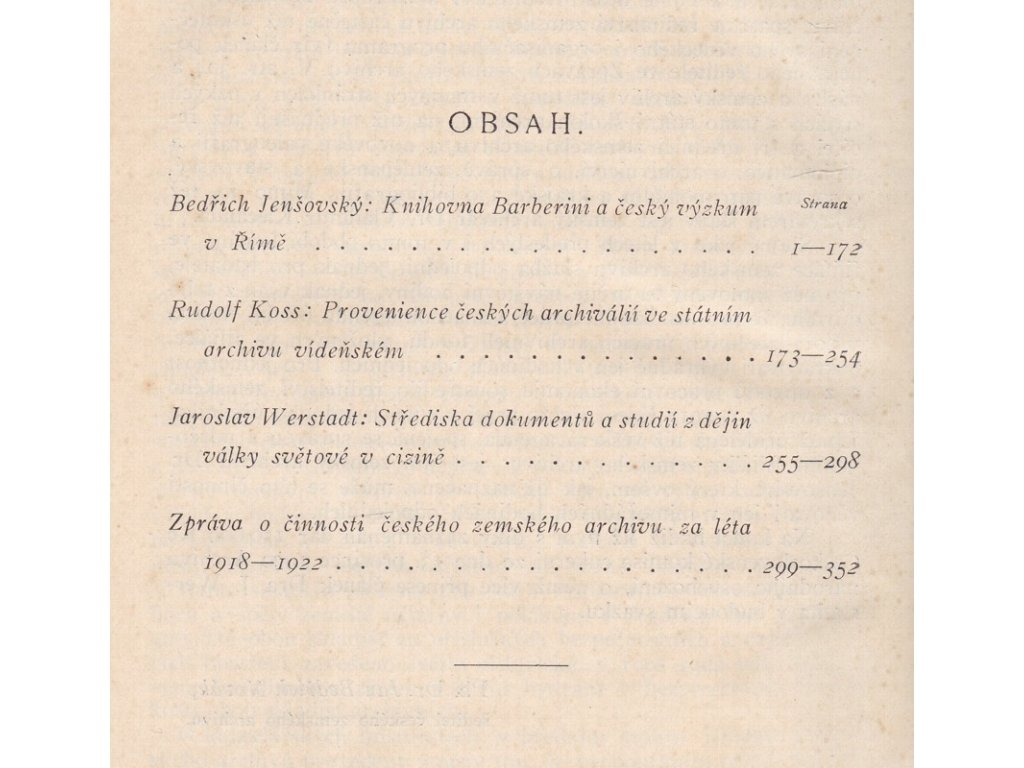 OBSAH.
Strana
Bedřich Jenšovský: Knihovna Barberini a český výzkum
v Římě . . . . . . . . . . . . . . . . . 1—172
Rudolf Koss: Provenience českých archiválií ve státním
archivu vídeňském . . . . . . . . . . . . . . 173—254
Jaroslav Werstadt: Střediska dokumentů a studií z dějin
války světové v cizině . . . . . . . . . . . . 255—298
Zpráva o činnosti českého zemského archivu za léta
1918—1922 . . . . . . . . . . . . . . . . 299—352